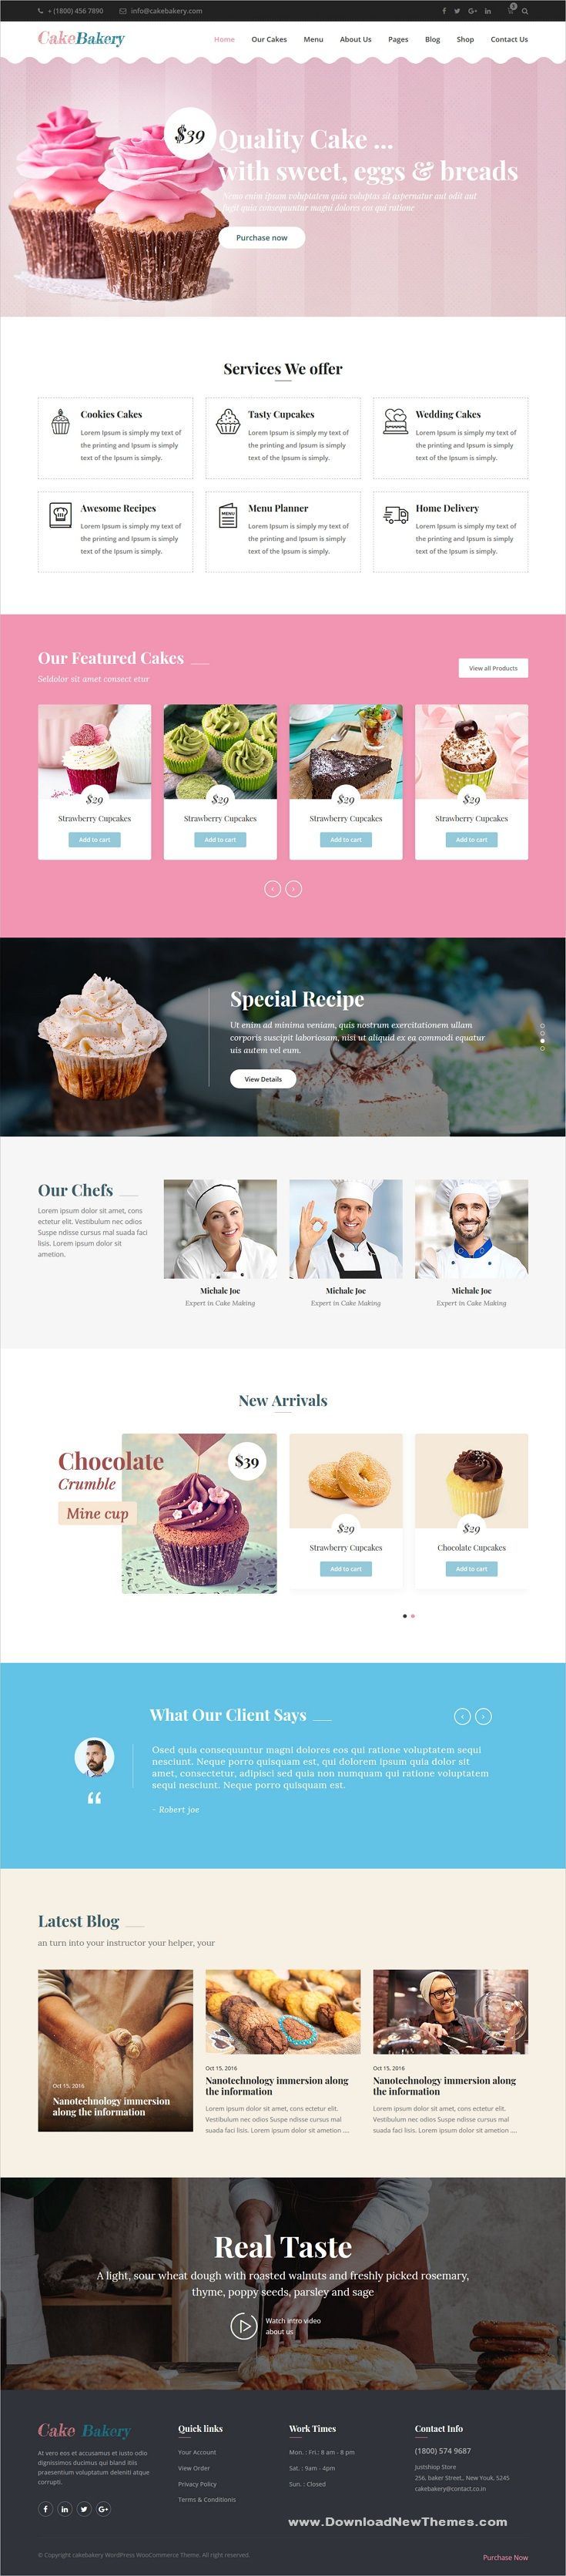 + (1800) 456 7890
info@cakebakery.com
0
CakeBakery
Home Our Cakes Menu About Us Pages Blog Shop Contact Us
$39
Quality Cake ...
with sweet, eggs & breads
Nemo enim ipsam voluptatem quia voluptas sit aspernatur aut odit aut
fugit quia consequuntur magni dolores eos qui ratione
Purchase now
Services We offer
Cookies Cakes
Lorem Ipsum is simply my text of
the printing and Ipsum is simply
text of the Ipsum is simply.
Tasty Cupcakes
Lorem Ipsum is simply my text of
the printing and Ipsum is simply
text of the Ipsum is simply.
Wedding Cakes
Lorem Ipsum is simply my text of
the printing and Ipsum is simply
text of the Ipsum is simply.
Awesome Recipes
Lorem Ipsum is simply my text of
the printing and Ipsum is simply
text of the Ipsum is simply.
MENU
Menu Planner
Lorem Ipsum is simply my text of
the printing and Ipsum is simply
text of the Ipsum is simply.
Home Delivery
Lorem Ipsum is simply my text of
the printing and Ipsum is simply
text of the Ipsum is simply.
Our Featured Cakes
Seldolor sit amet consect etur
View all Products
$29
Strawberry Cupcakes
Add to cart
$29
Strawberry Cupcakes
Add to cart
$29
Strawberry Cupcakes
Add to cart
$29
Strawberry Cupcakes
Add to cart
Special Recipe
Ut enim ad minima veniam, quis nostrum exercitationem ullam
corporis suscipit laboriosam, nisi ut aliquid ex ea commodi equatur
uis autem vel eum.
View Details
Our Chefs
Lorem ipsum dolor sit amet, cons
ectetur elit. Vestibulum nec odios
Suspe ndisse cursus mal suada faci
lisis. Lorem ipsum dolor sit
ametion.
Michale Joe
Expert in Cake Making
Michale Joe
Expert in Cake Making
Michale Joe
Expert in Cake Making
New Arrivals
Chocolate
Crumble
Mine cup
$39
$29
Strawberry Cupcakes
Add to cart
$29
Chocolate Cupcakes
Add to cart
What Our Client Says
Osed quia consequuntur magni dolores eos qui ratione voluptatem sequi
nesciunt. Neque porro quisquam est, qui dolorem ipsum quia dolor sit
amet, consectetur, adipisci sed quia non numquam qui ratione voluptatem
sequi nesciunt. Neque porro quisquam est.
- Robert joe
Latest Blog
an turn into your instructor your helper, your
Oct 15, 2016
Nanotechnology immersion
along the information
Oct 15, 2016
Nanotechnology immersion along
the information
Lorem ipsum dolor sit amet, cons ectetur elit.
Vestibulum nec odios Suspe ndisse cursus mal
suada faci lisis. Lorem ipsum dolor sit ametion ....
Oct 15, 2016
Nanotechnology immersion along
the information
Lorem ipsum dolor sit amet, cons ectetur elit.
Vestibulum nec odios Suspe ndisse cursus mal
suada faci lisis. Lorem ipsum dolor sit ametion ....
Real Taste
A light, sour wheat dough with roasted walnuts and freshly picked rosemary,
thyme, poppy seeds, parsley and sage
Watch intro video
about us
Cake Bakery
At vero eos et accusamus et iusto odio
dignissimos ducimus qui bland itiis
praesentium voluptatum deleniti atque
corrupti.
Quick links
Your Account
View Order
Privacy Policy
Terms & Conditionis
Work Times
Mon. : Fri.: 8 am - 8 pm
Sat. : 9am - 4pm
Sun. : Closed
Contact Info
(1800) 574 9687
Justshiop Store
256, baker Street,, New Youk, 5245
cakebakery@contact.co.in
www.DownloadNewThemes.com
© Copyright cakebakery WordPress WooCommerce Theme. All right reserved.
Purchase Now